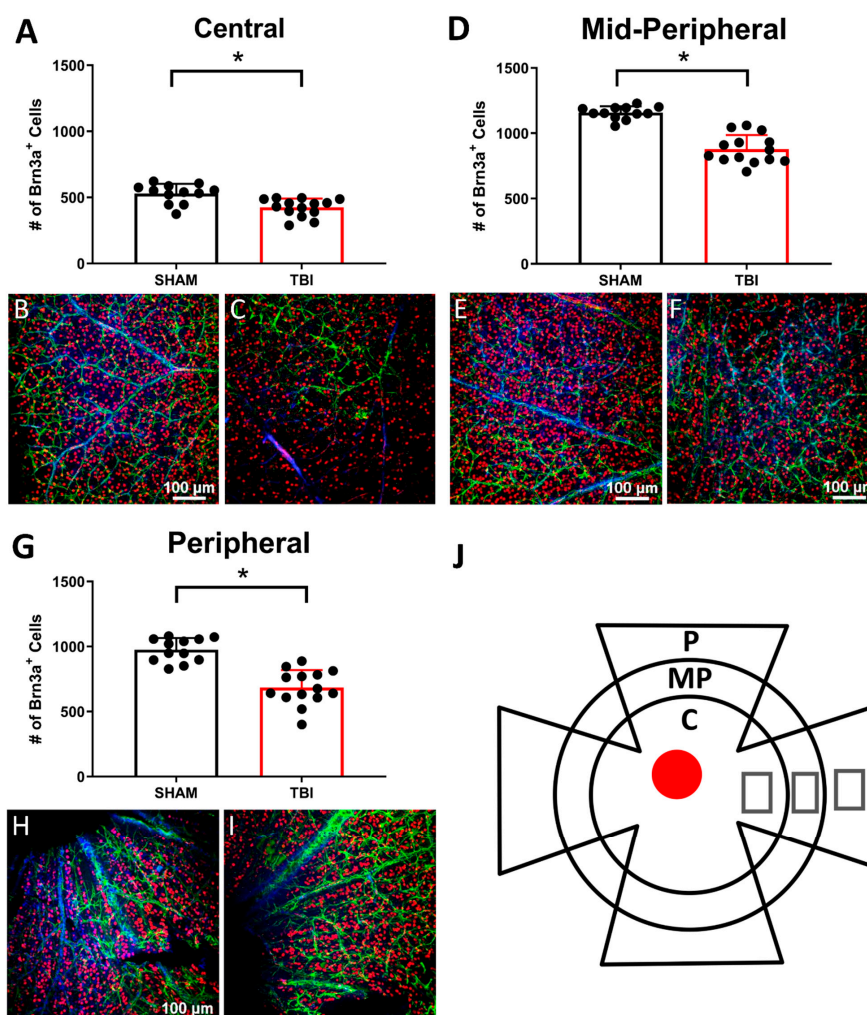 A
Central
# of Brn3a⁺ Cells
1500
1000
500
0
*
SHAM
TBI
B
C
100 µm
D
Mid-Peripheral
# of Brn3a⁺ Cells
1500
1000
500
0
*
SHAM
TBI
E
F
100 µm
100 µm
G
Peripheral
# of Brn3a⁺ Cells
1500
1000
500
0
*
SHAM
TBI
H
I
100 µm
J
P
MP
C